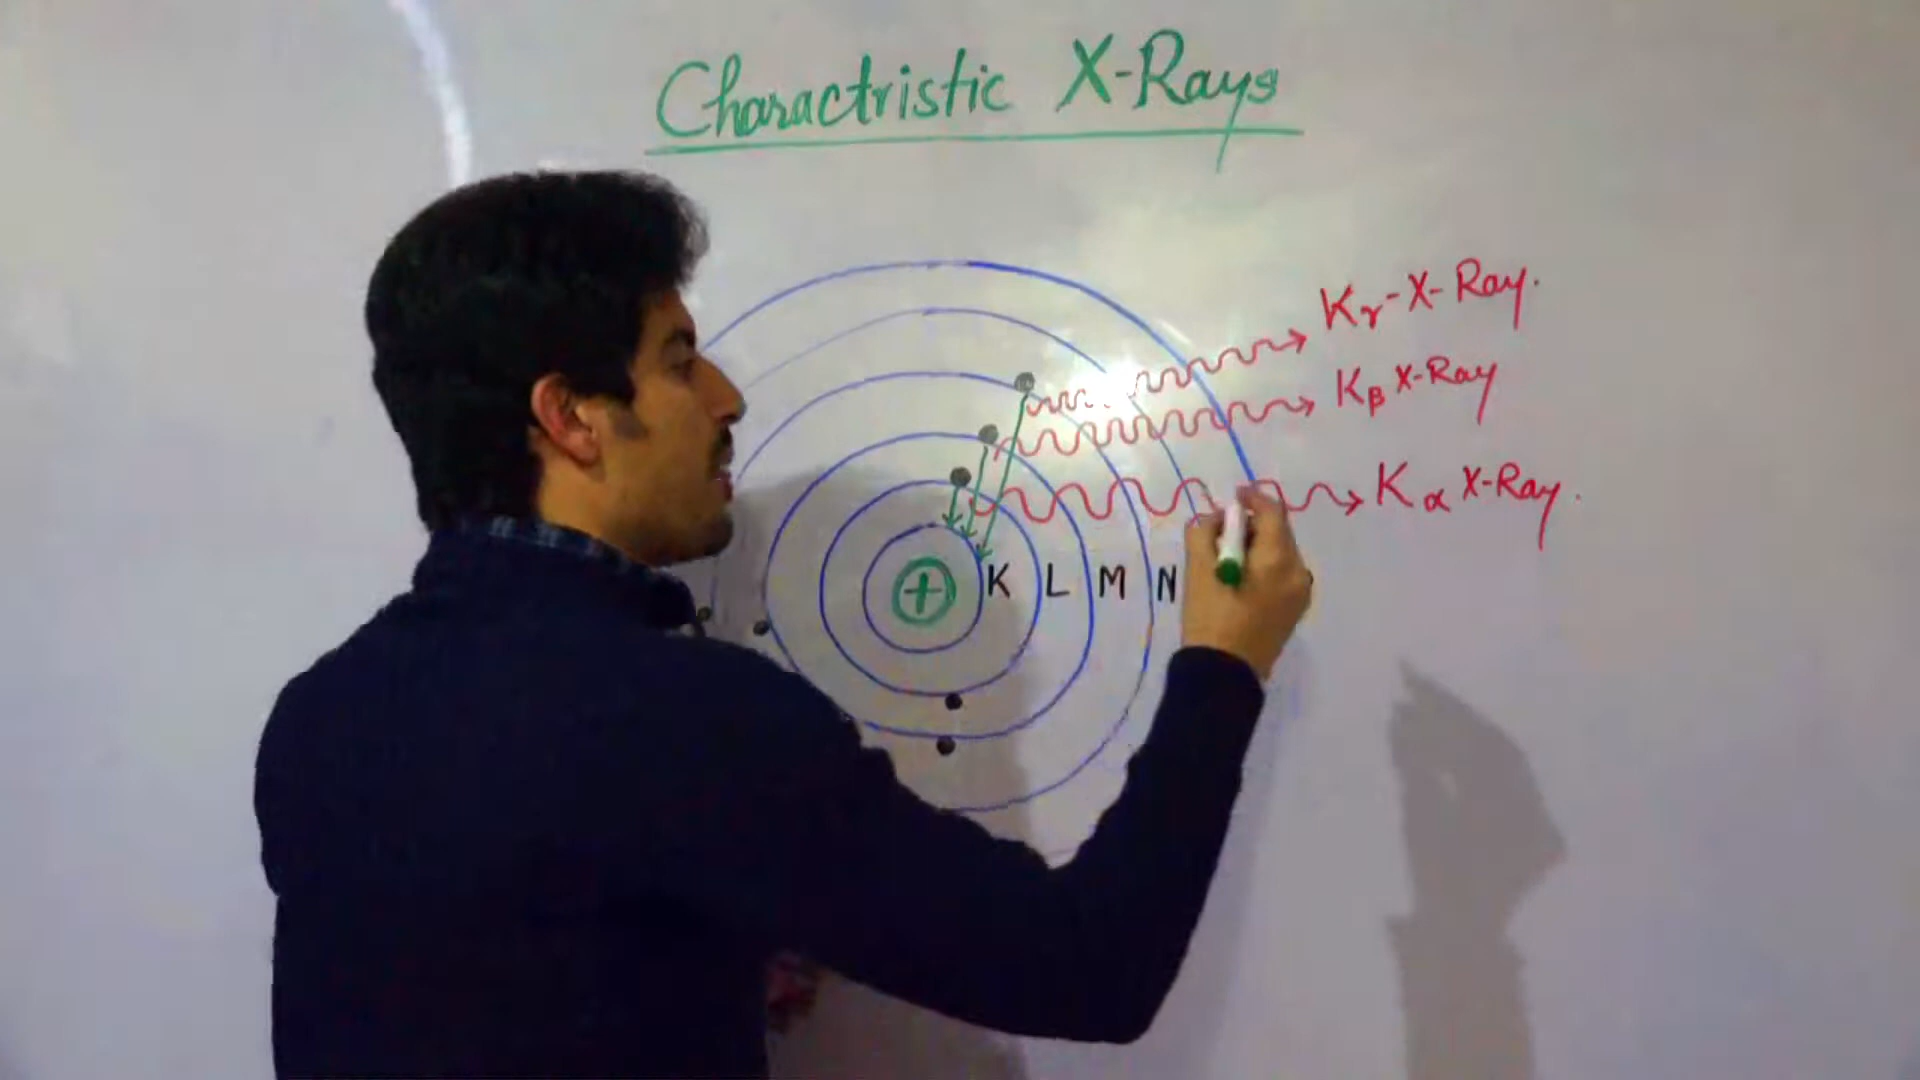 Charactristic X-Rays
Kγ-X-Ray.
Kβ X-Ray
Kα X-Ray.
+ K L M N